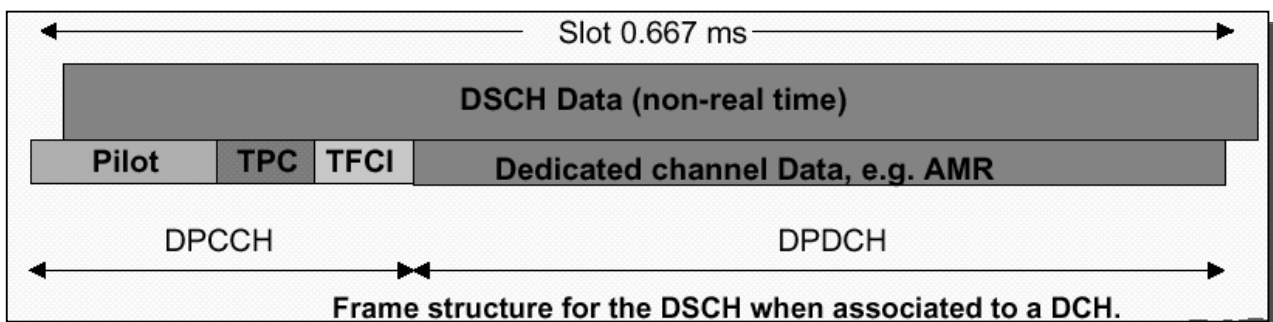 Slot 0.667 ms
DSCH Data (non-real time)
Pilot TPC TFCI Dedicated channel Data, e.g. AMR
DPCCH DPDCH
Frame structure for the DSCH when associated to a DCH.